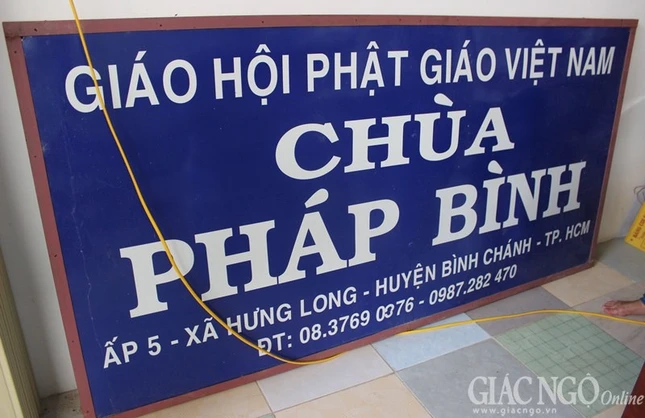 GIÁO HỘI PHẬT GIÁO VIỆT NAM
CHÙA
PHÁP BÌNH
ẤP 5 - XÃ HƯNG LONG - HUYỆN BÌNH CHÁNH - TP. HCM
ĐT: 08.3769 0376 - 0987.282 470
GIÁC NGỘ Online
www.giacngo.vn